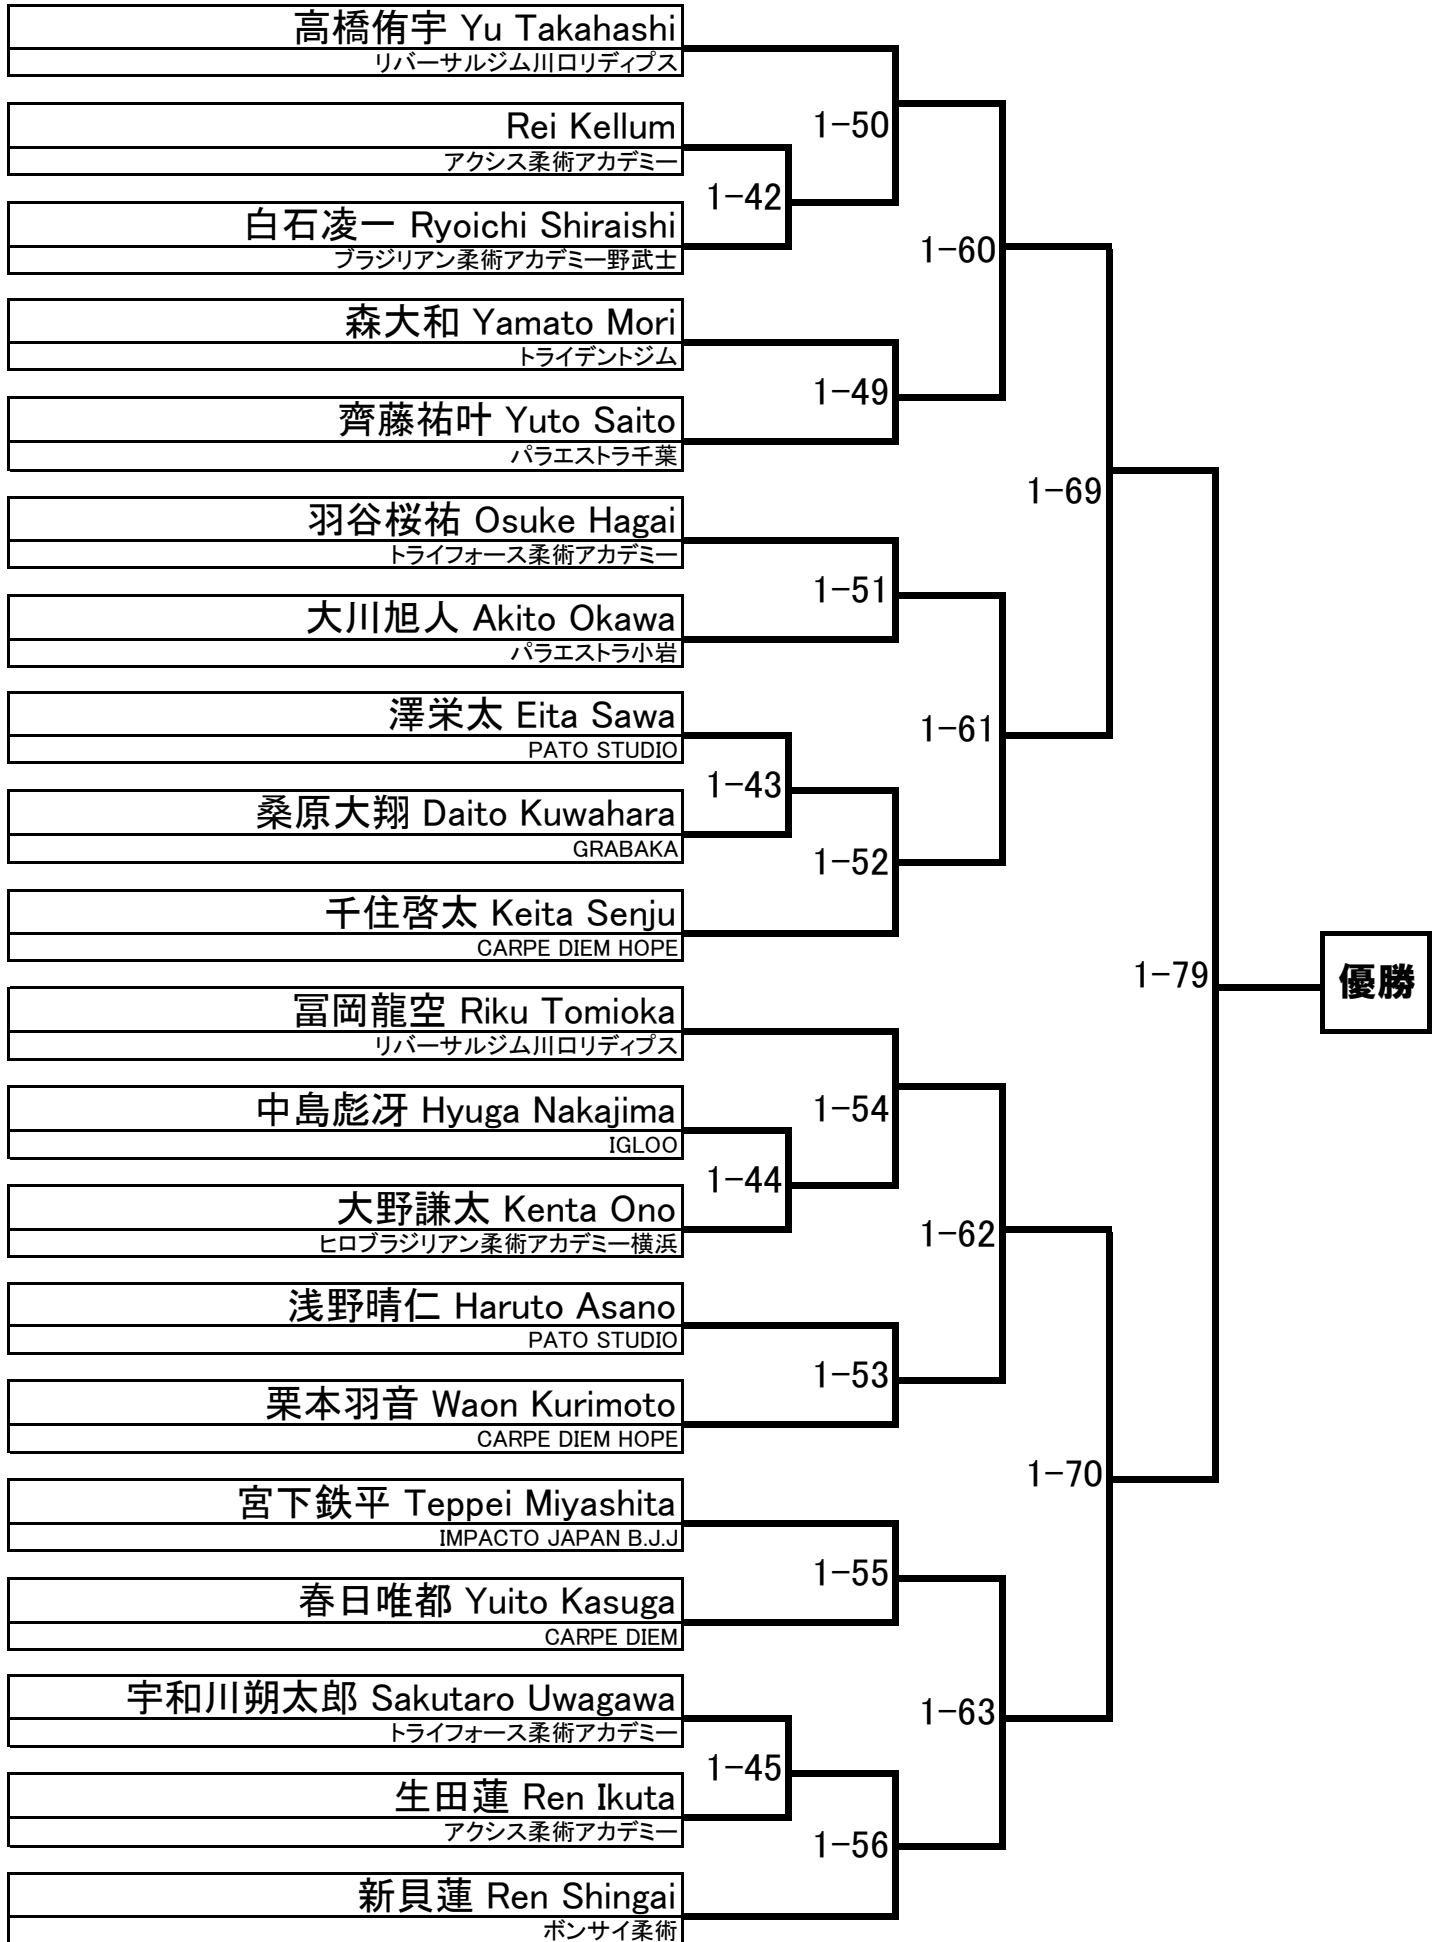 高橋侑宇 Yu Takahashi
リバーサルジム川口リディプス
1-50
Rei Kellum
アクシス柔術アカデミー
1-42
白石凌一 Ryoichi Shiraishi
ブラジリアン柔術アカデミー野武士
1-60
森大和 Yamato Mori
トライデントジム
1-49
齊藤祐叶 Yuto Saito
パラエストラ千葉
1-69
羽谷桜祐 Osuke Hagai
トライフォース柔術アカデミー
1-51
大川旭人 Akito Okawa
パラエストラ小岩
澤栄太 Eita Sawa
PATO STUDIO
1-61
1-43
桑原大翔 Daito Kuwahara
GRABAKA
1-52
千住啓太 Keita Senju
CARPE DIEM HOPE
1-79
優勝
冨岡龍空 Riku Tomioka
リバーサルジム川口リディプス
中島彪冴 Hyuga Nakajima
IGLOO
1-54
1-44
大野謙太 Kenta Ono
ヒロブラジリアン柔術アカデミー横浜
1-62
浅野晴仁 Haruto Asano
PATO STUDIO
1-53
栗本羽音 Waon Kurimoto
CARPE DIEM HOPE
1-70
宮下鉄平 Teppei Miyashita
IMPACTO JAPAN B.J.J
1-55
春日唯都 Yuito Kasuga
CARPE DIEM
宇和川朔太郎 Sakutaro Uwagawa
トライフォース柔術アカデミー
1-63
1-45
生田蓮 Ren Ikuta
アクシス柔術アカデミー
1-56
新貝蓮 Ren Shingai
ボンサイ柔術